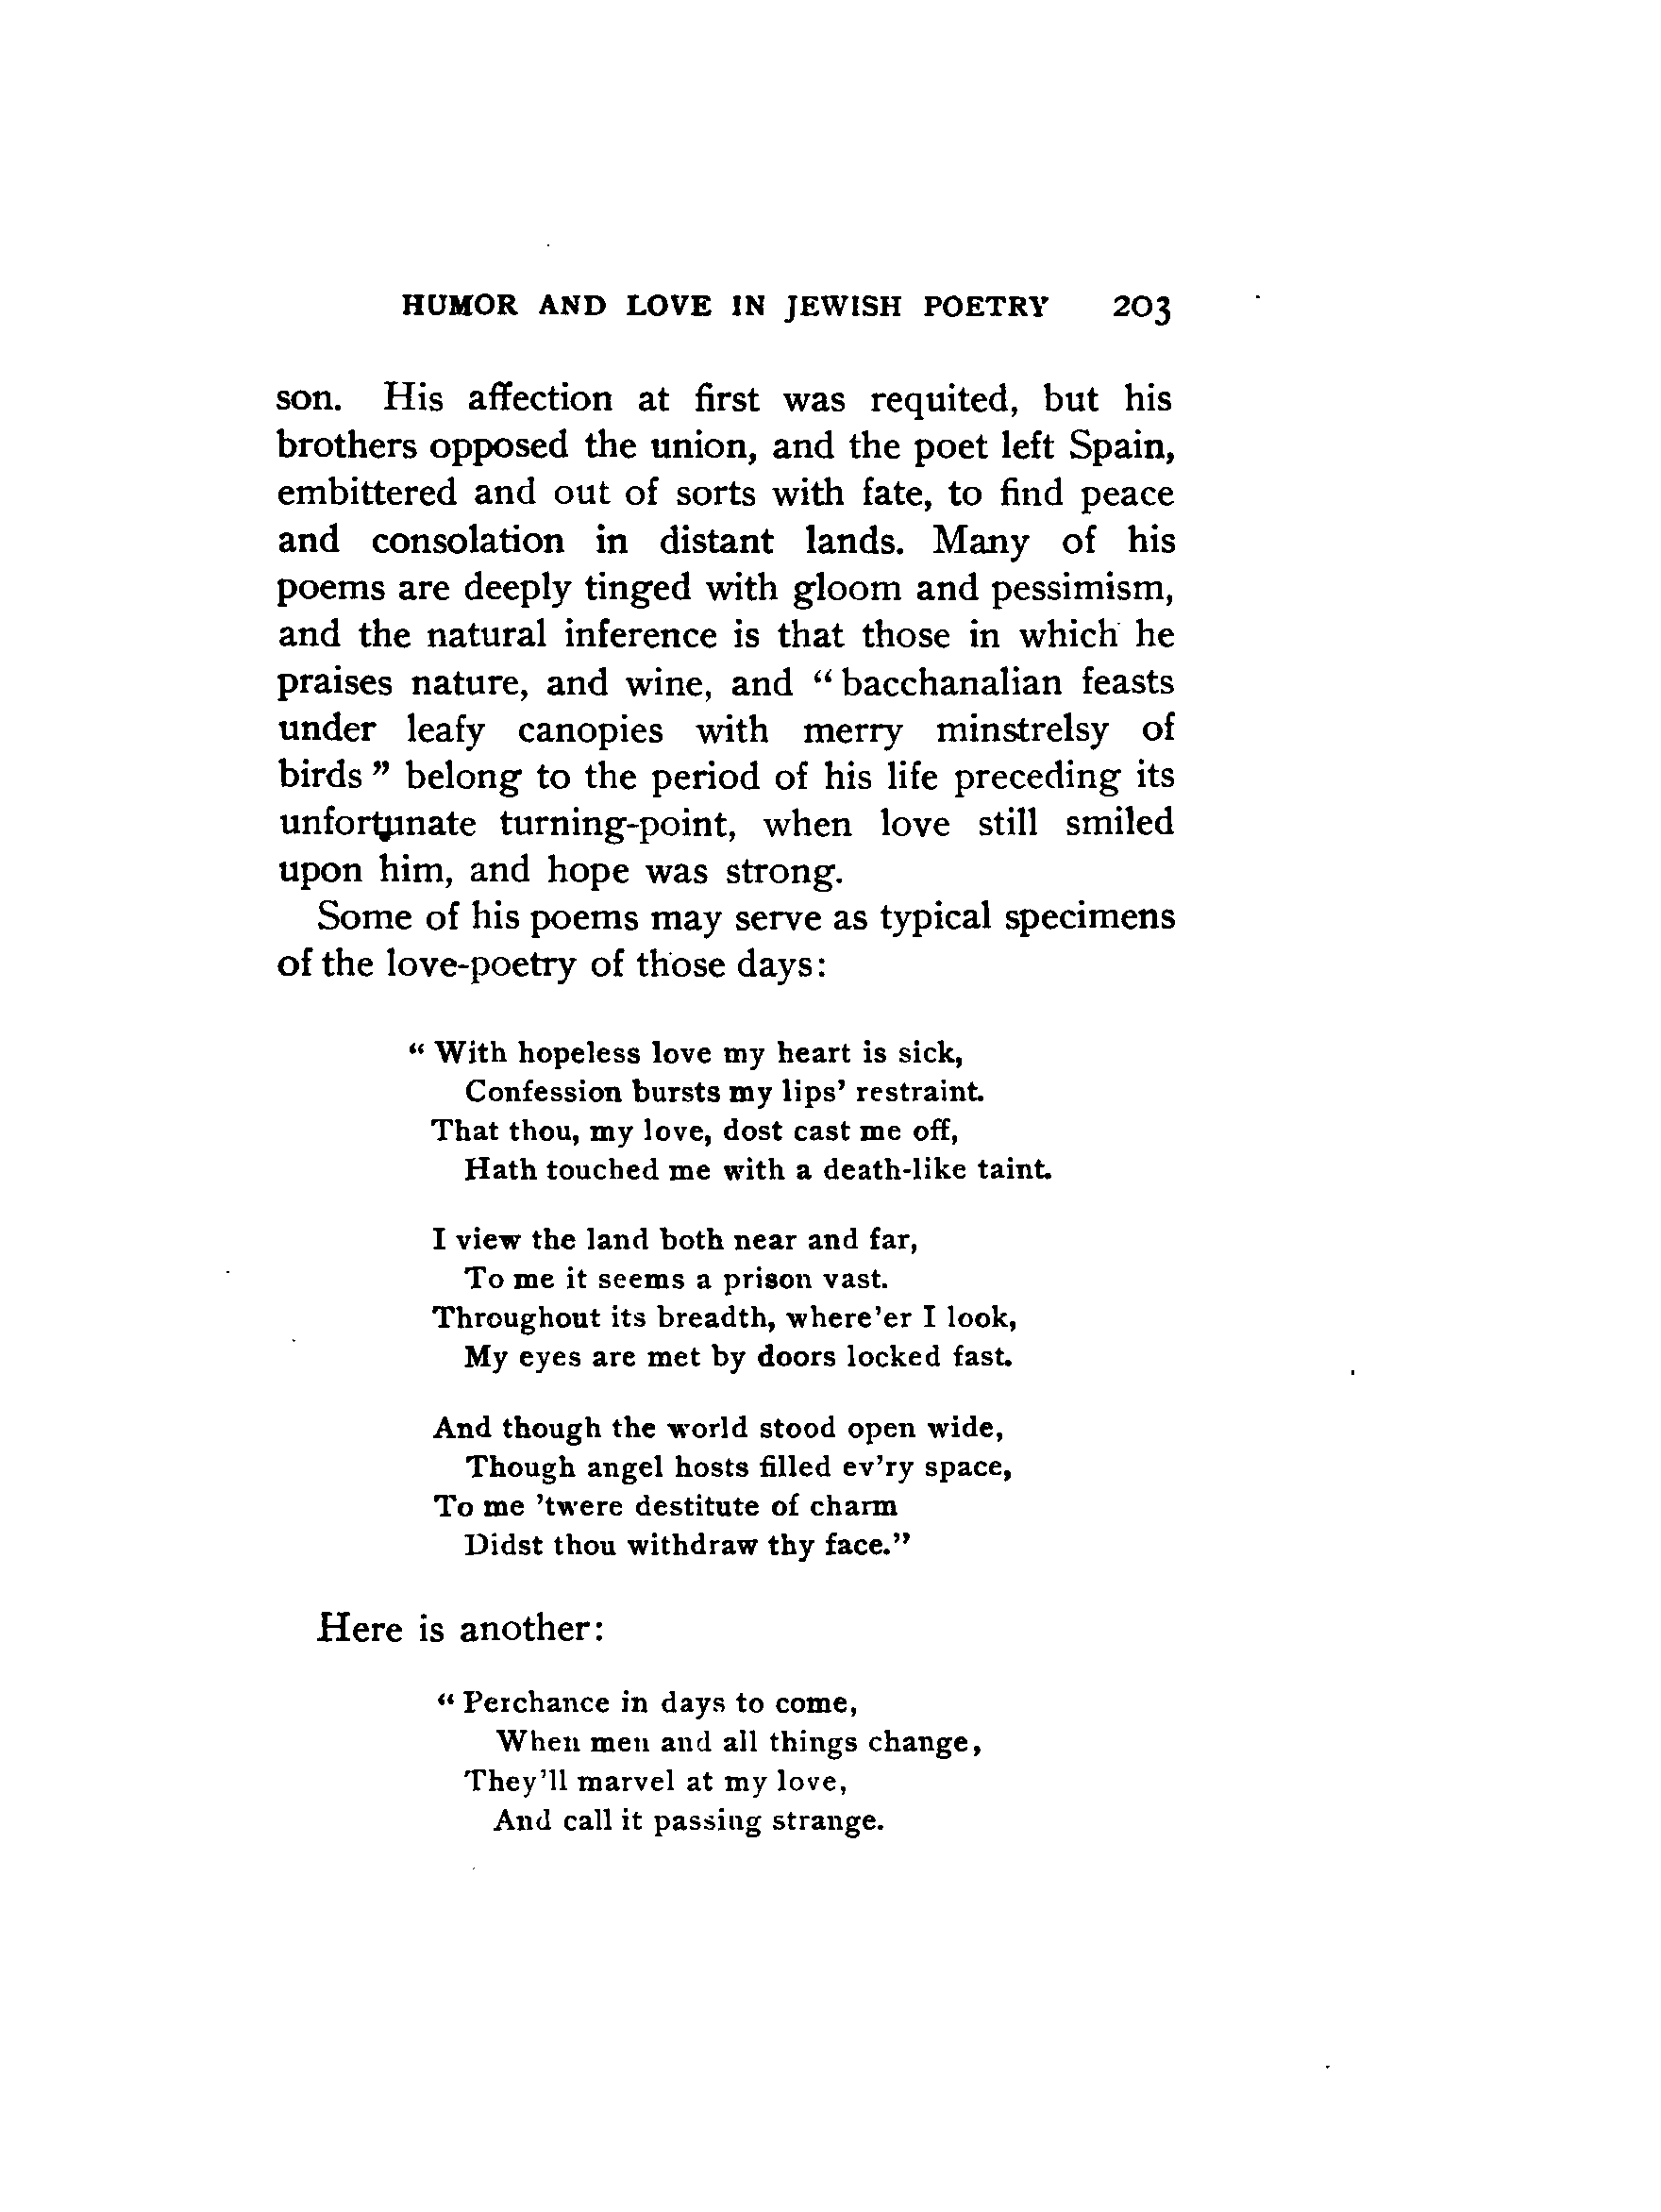 HUMOR AND LOVE IN JEWISH POETRY 203
son. His affection at first was requited, but his
brothers opposed the union, and the poet left Spain,
embittered and out of sorts with fate, to find peace
and consolation in distant lands. Many of his
poems are deeply tinged with gloom and pessimism,
and the natural inference is that those in which he
praises nature, and wine, and “ bacchanalian feasts
under leafy canopies with merry minstrelsy of
birds ” belong to the period of his life preceding its
unfortunate turning-point, when love still smiled
upon him, and hope was strong.
Some of his poems may serve as typical specimens
of the love-poetry of those days:
“ With hopeless love my heart is sick,
Confession bursts my lips’ restraint.
That thou, my love, dost cast me off,
Hath touched me with a death-like taint.
I view the land both near and far,
To me it seems a prison vast.
Throughout its breadth, where’er I look,
My eyes are met by doors locked fast.
And though the world stood open wide,
Though angel hosts filled ev’ry space,
To me ’twere destitute of charm
Didst thou withdraw thy face.”
Here is another:
“ Perchance in days to come,
When men and all things change,
They’ll marvel at my love,
And call it passing strange.